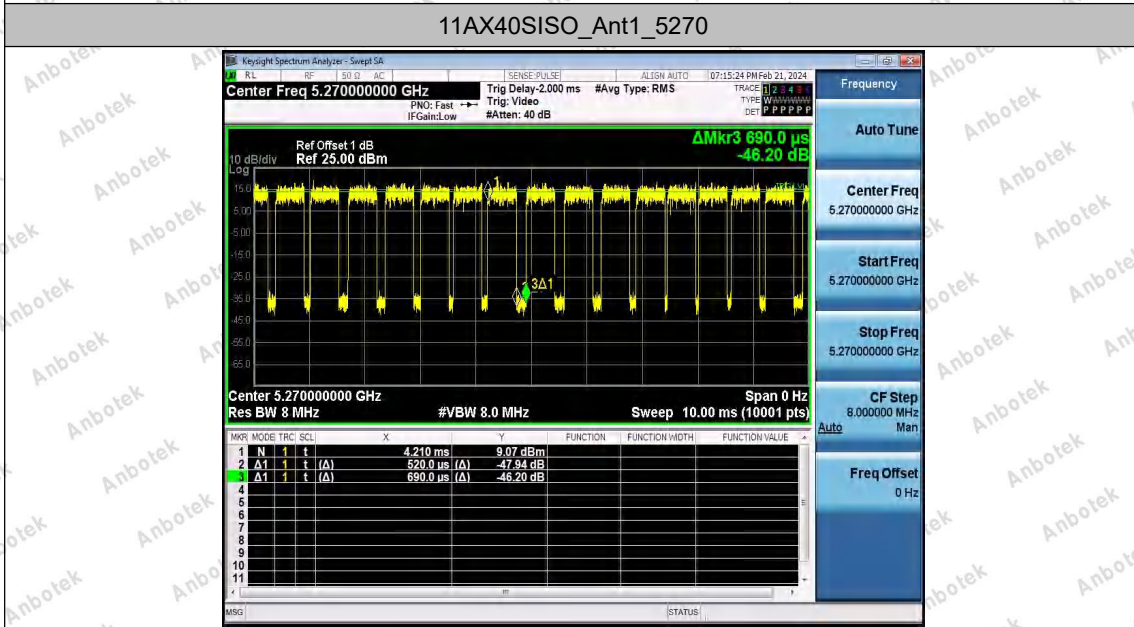 11AX40SISO_Ant1_5270
Keysight Spectrum Analyzer - Swept SA
RL RF 50 Ω AC SENSE:PULSE ALIGN AUTO 07:15:24 PM Feb 21, 2024
Center Freq 5.270000000 GHz
PNO: Fast
IFGain:Low
Trig Delay-2.000 ms
Trig: Video
#Atten: 40 dB
#Avg Type: RMS
TRACE 1 2 3 4 5 6
TYPE WWWWWW
DET P P P P P P
Ref Offset 1 dB
10 dB/div Ref 25.00 dBm
Log
ΔMkr3 690.0 µs
-46.20 dB
15.0
5.00
-5.00
-15.0
-25.0
-35.0
-45.0
-55.0
-65.0
1
3Δ1
Center 5.270000000 GHz Span 0 Hz
Res BW 8 MHz #VBW 8.0 MHz Sweep 10.00 ms (10001 pts)
MKR MODE TRC SCL X Y FUNCTION FUNCTION WIDTH FUNCTION VALUE
1 N 1 t 4.210 ms 9.07 dBm
2 Δ1 1 t (Δ) 520.0 µs (Δ) -47.94 dB
3 Δ1 1 t (Δ) 690.0 µs (Δ) -46.20 dB
4
5
6
7
8
9
10
11
MSG STATUS
Frequency
Auto Tune
Center Freq
5.270000000 GHz
Start Freq
5.270000000 GHz
Stop Freq
5.270000000 GHz
CF Step
8.000000 MHz
Auto Man
Freq Offset
0 Hz
Anbotek